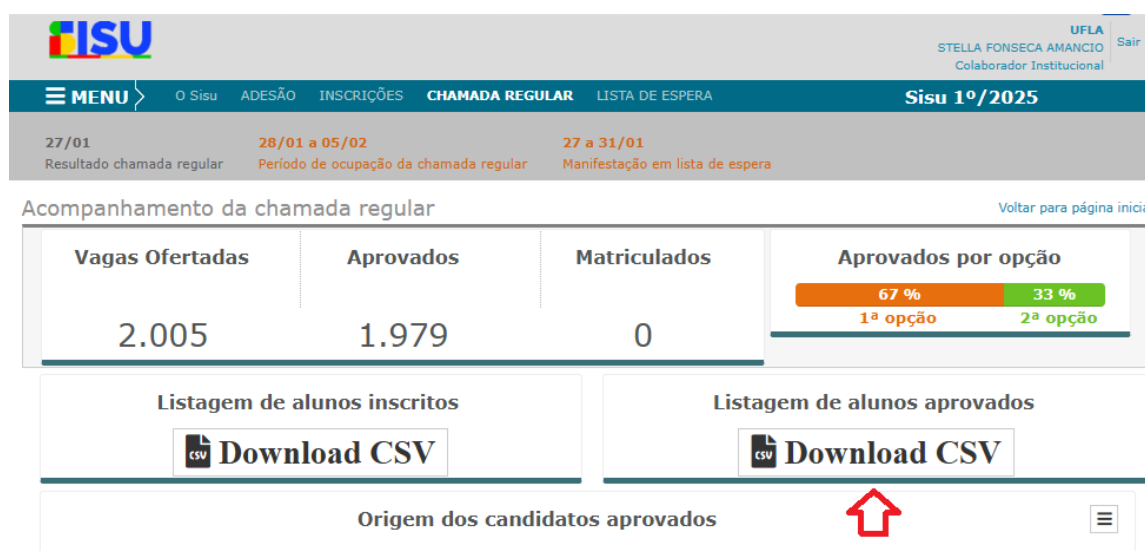 SISU
UFLA
STELLA FONSECA AMANCIO
Colaborador Institucional
Sair
MENU
O Sisu ADESÃO INSCRIÇÕES CHAMADA REGULAR LISTA DE ESPERA Sisu 1º/2025
27/01 28/01 a 05/02 27 a 31/01
Resultado chamada regular Período de ocupação da chamada regular Manifestação em lista de espera
Acompanhamento da chamada regular Voltar para página inicia
Vagas Ofertadas Aprovados Matriculados Aprovados por opção
67 % 33 %
1ª opção 2ª opção
2.005 1.979 0
Listagem de alunos inscritos Listagem de alunos aprovados
CSV Download CSV CSV Download CSV
Origem dos candidatos aprovados